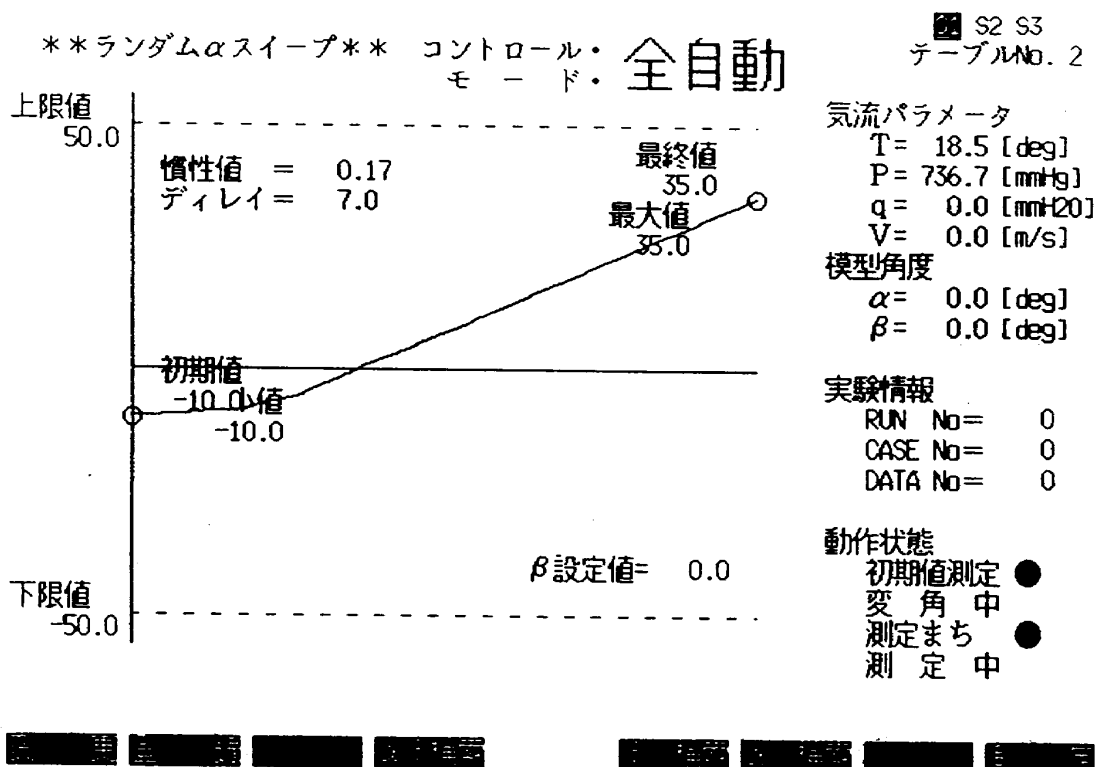 S2 S3
**ランダムαスイープ** コントロール・モード・ 全自動
テーブルNo. 2
上限値
50.0
慣性値 = 0.17
ディレイ= 7.0
最終値
35.0
最大値
35.0
初期値
-10.0
小値
-10.0
β設定値= 0.0
下限値
-50.0
気流パラメータ
T= 18.5 [deg]
P= 736.7 [mmHg]
q= 0.0 [mmH2O]
V= 0.0 [m/s]
模型角度
α= 0.0 [deg]
β= 0.0 [deg]
実験情報
RUN No= 0
CASE No= 0
DATA No= 0
動作状態
初期値測定 ●
変 角 中
測定まち ●
測 定 中